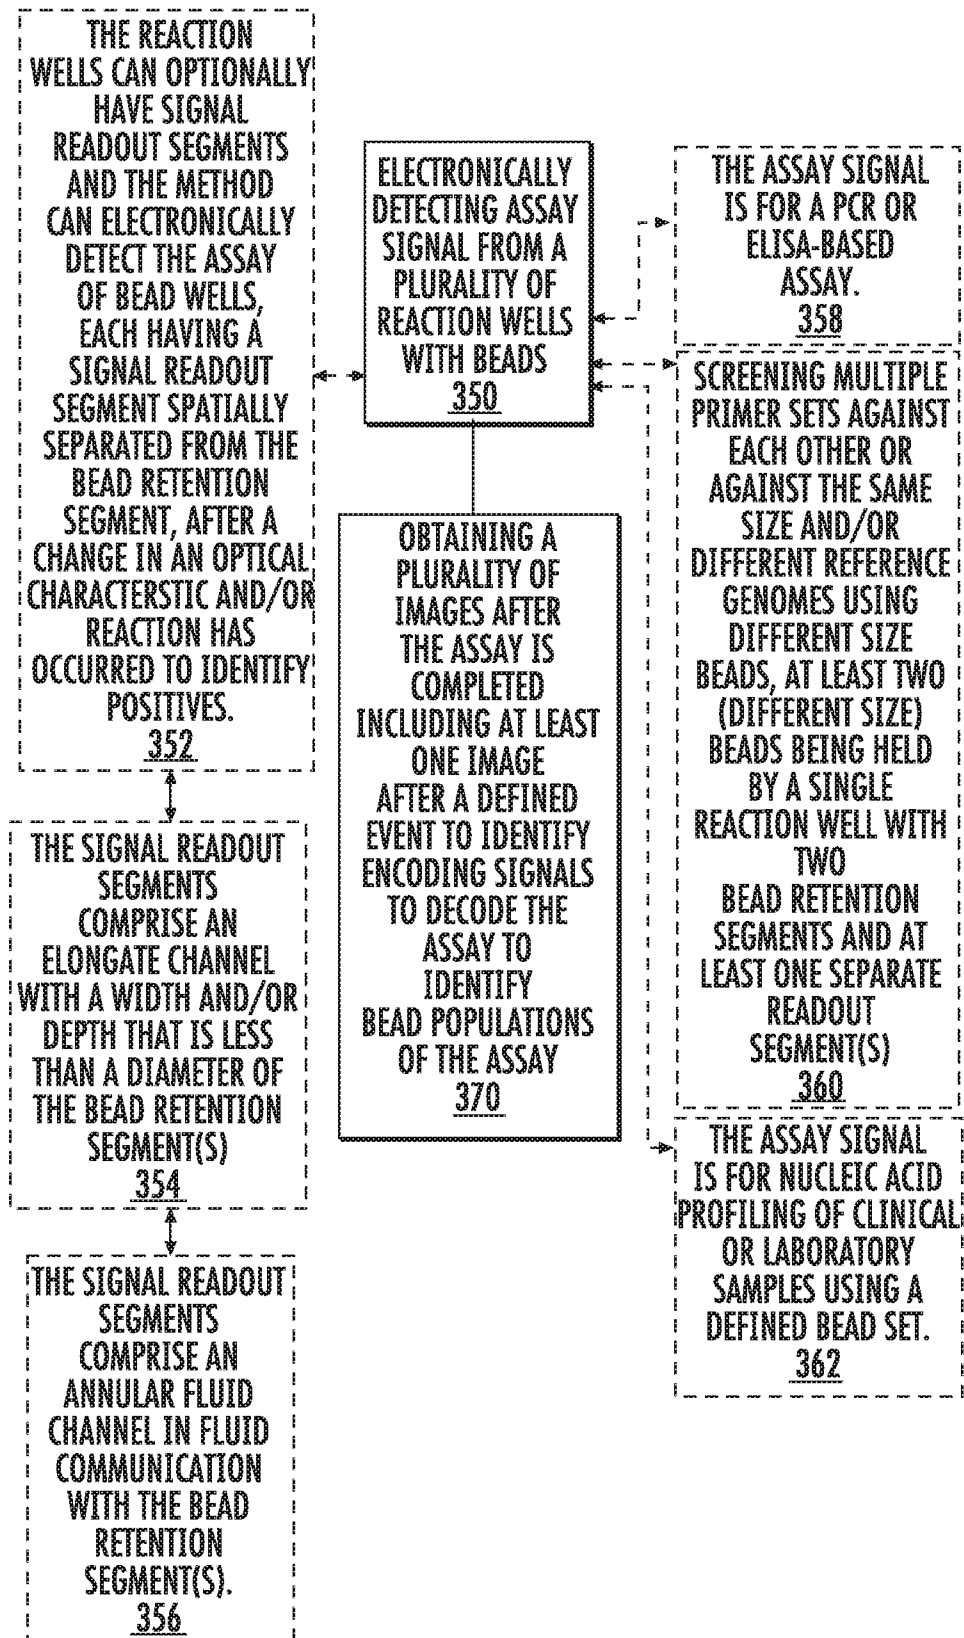 THE REACTION
WELLS CAN OPTIONALLY
HAVE SIGNAL
READOUT SEGMENTS
AND THE METHOD
CAN ELECTRONICALLY
DETECT THE ASSAY
OF BEAD WELLS,
EACH HAVING A
SIGNAL READOUT
SEGMENT SPATIALLY
SEPARATED FROM THE
BEAD RETENTION
SEGMENT, AFTER A
CHANGE IN AN OPTICAL
CHARACTERSTIC AND/OR
REACTION HAS
OCCURRED TO IDENTIFY
POSITIVES.
352
THE SIGNAL READOUT
SEGMENTS
COMPRISE AN
ELONGATE CHANNEL
WITH A WIDTH AND/OR
DEPTH THAT IS LESS
THAN A DIAMETER OF
THE BEAD RETENTION
SEGMENT(S)
354
THE SIGNAL READOUT
SEGMENTS
COMPRISE AN
ANNULAR FLUID
CHANNEL IN FLUID
COMMUNICATION
WITH THE BEAD
RETENTION
SEGMENT(S).
356
ELECTRONICALLY
DETECTING ASSAY
SIGNAL FROM A
PLURALITY OF
REACTION WELLS
WITH BEADS
350
OBTAINING A
PLURALITY OF
IMAGES AFTER
THE ASSAY IS
COMPLETED
INCLUDING AT LEAST
ONE IMAGE
AFTER A DEFINED
EVENT TO IDENTIFY
ENCODING SIGNALS
TO DECODE THE
ASSAY TO
IDENTIFY
BEAD POPULATIONS
OF THE ASSAY
370
THE ASSAY SIGNAL
IS FOR A PCR OR
ELISA-BASED
ASSAY.
358
SCREENING MULTIPLE
PRIMER SETS AGAINST
EACH OTHER OR
AGAINST THE SAME
SIZE AND/OR
DIFFERENT REFERENCE
GENOMES USING
DIFFERENT SIZE
BEADS, AT LEAST TWO
(DIFFERENT SIZE)
BEADS BEING HELD
BY A SINGLE
REACTION WELL WITH
TWO
BEAD RETENTION
SEGMENTS AND AT
LEAST ONE SEPARATE
READOUT
SEGMENT(S)
360
THE ASSAY SIGNAL
IS FOR NUCLEIC ACID
PROFILING OF CLINICAL
OR LABORATORY
SAMPLES USING A
DEFINED BEAD SET.
362